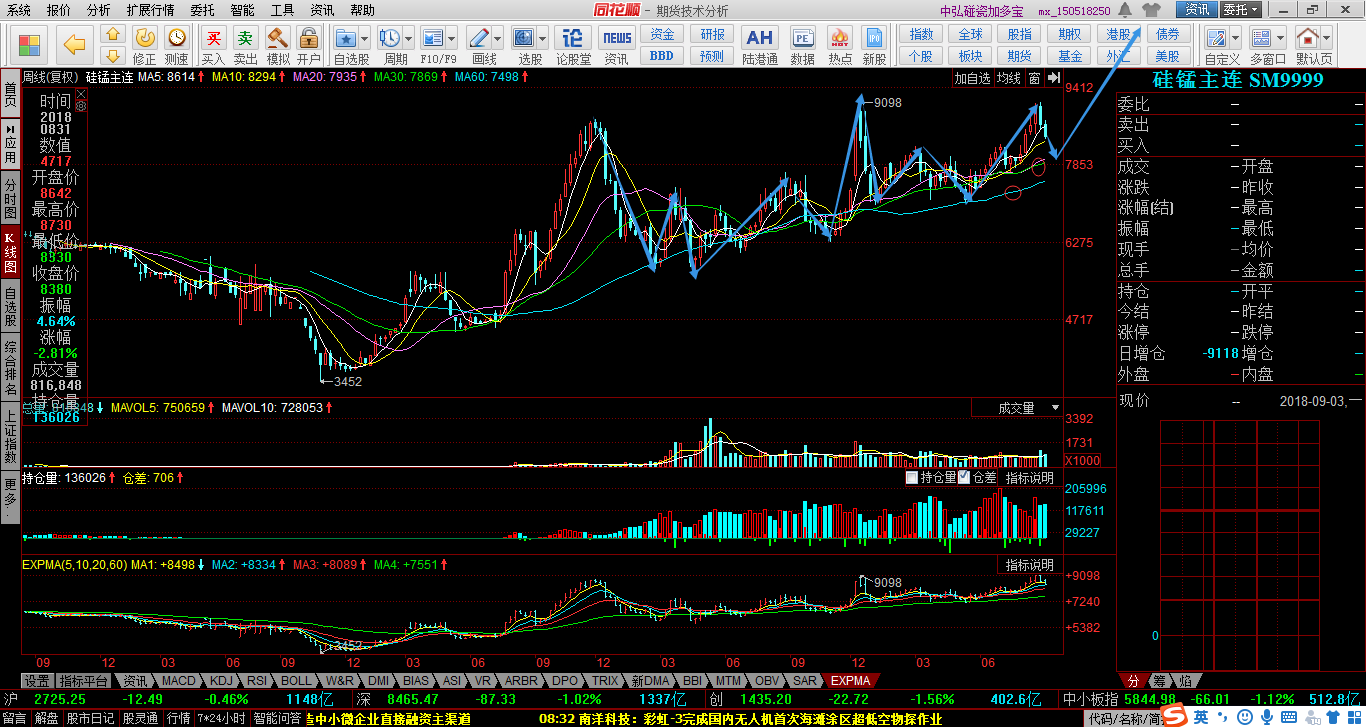 系统 报价 分析 扩展行情 委托 智能 工具 资讯 帮助
同花顺 - 期货技术分析
中弘碰瓷加多宝 mx_150518250 资讯 委托
修正 测速 买入 卖出 模拟 开户 自选股 周期 F10/F9 画线 选股 论股堂 资讯 陆港通 数据 热点 新股 自定义 多窗口 默认页
买 卖 论 NEWS 资金 研报 AH PE HOT IPO 指数 全球 股指 期权 港股 债券
BBD 预测 个股 板块 期货 基金 外汇 美股
周线(复权) 硅锰主连 MA5: 8614 MA10: 8294 MA20: 7935 MA30: 7869 MA60: 7498
加自选 均线 窗
硅锰主连 SM9999
首页
应用
分时图
K线图
自选股
综合排名
上证指数
更多
时间
2018
0831
数值
4717
开盘价
8642
最高价
8730
最低价
8330
收盘价
8380
振幅
4.64%
涨幅
-2.81%
成交量
816,848
持仓量
136026
9412
7853
6275
4717
9098
3452
MAVOL5: 750659 MAVOL10: 728053
成交量
3392
1731
X1000
持仓量: 136026 仓差: 706
持仓量 仓差 指标说明
205996
117611
29227
EXPMA(5,10,20,60) MA1: +8498 MA2: +8334 MA3: +8089 MA4: +7551
指标说明
+9098
+7240
+5382
9098
3452
09 12 03 06 09 12 03 06 09 12 03 06 09 12 03 06
设置 指标平台 资讯 MACD KDJ RSI BOLL W&R DMI BIAS ASI VR ARBR DPO TRIX 新DMA BBI MTM OBV SAR EXPMA
委比 –
卖出 – –
买入 – –
成交 – 开盘 –
涨跌 – 昨收 –
涨幅(结) – 最高 –
振幅 – 最低 –
现手 – 均价 –
总手 – 金额 –
持仓 – 开平 –
今结 – 昨结 –
涨停 – 跌停 –
日增仓 -9118 增仓 –
外盘 – 内盘 –
现价 -- 2018-09-03,一
0
分 筹 焰
沪 2725.25 -12.49 -0.46% 1148亿 深 8465.47 -87.33 -1.02% 1337亿 创 1435.20 -22.72 -1.56% 402.6亿 中小板指 5844.98 -66.01 -1.12% 512.8亿
留言 解盘 股市日记 股灵通 行情 7*24小时 智能问答 中小微企业直接融资主渠道 08:32 南洋科技：彩虹-3完成国内无人机首次海滩涂区超低空物探作业 代码/名称/简
英